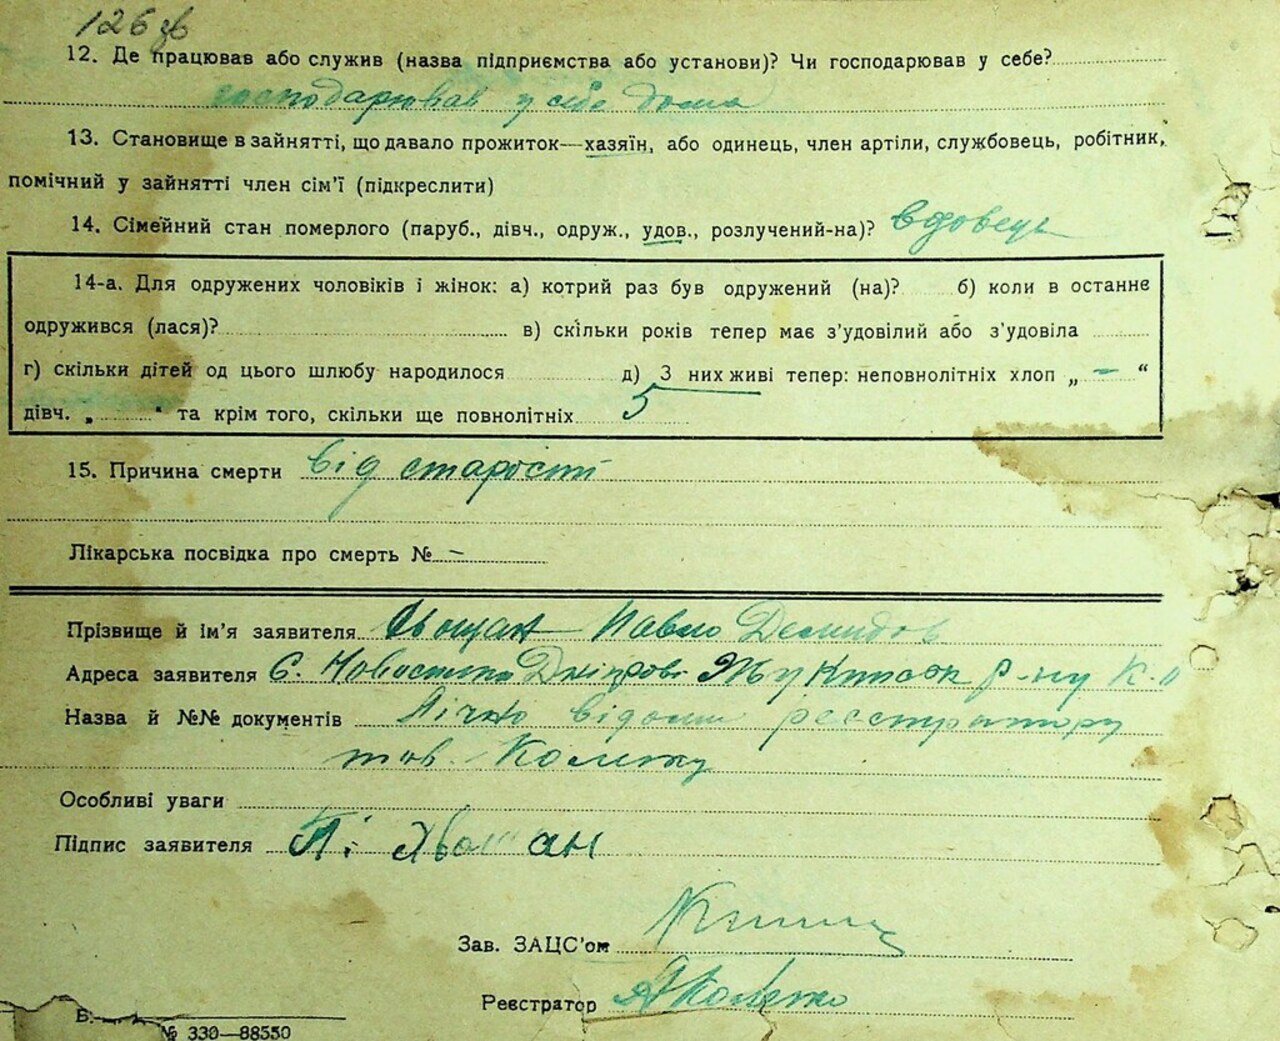 126 зв
12. Де працював або служив (назва підприємства або установи)? Чи господарював у себе?
господарював у себе дома
13. Становище в зайнятті, що давало прожиток—хазяїн, або одинець, член артілі, службовець, робітник,
помічний у зайнятті член сім'ї (підкреслити)
14. Сімейний стан померлого (паруб., дівч., одруж., удов., розлучений-на)? вдовець
14-а. Для одружених чоловіків і жінок: а) котрий раз був одружений (на)? б) коли в останнє
одружився (лася)? в) скільки років тепер має з'удовілий або з'удовіла
г) скільки дітей од цього шлюбу народилося д) З них живі тепер: неповнолітніх хлоп „ – “
дівч. „ “ та крім того, скільки ще повнолітніх 5
15. Причина смерти від старости
Лікарська посвідка про смерть № –
Прізвище й ім'я заявителя Павло Демидов
Адреса заявителя С. р-ну К.
Назва й №№ документів Лічно відомий реєстратору
тов.
Особливі уваги
Підпис заявителя П.
Зав. ЗАЦС'ом
Реєстратор
№ 330—88550